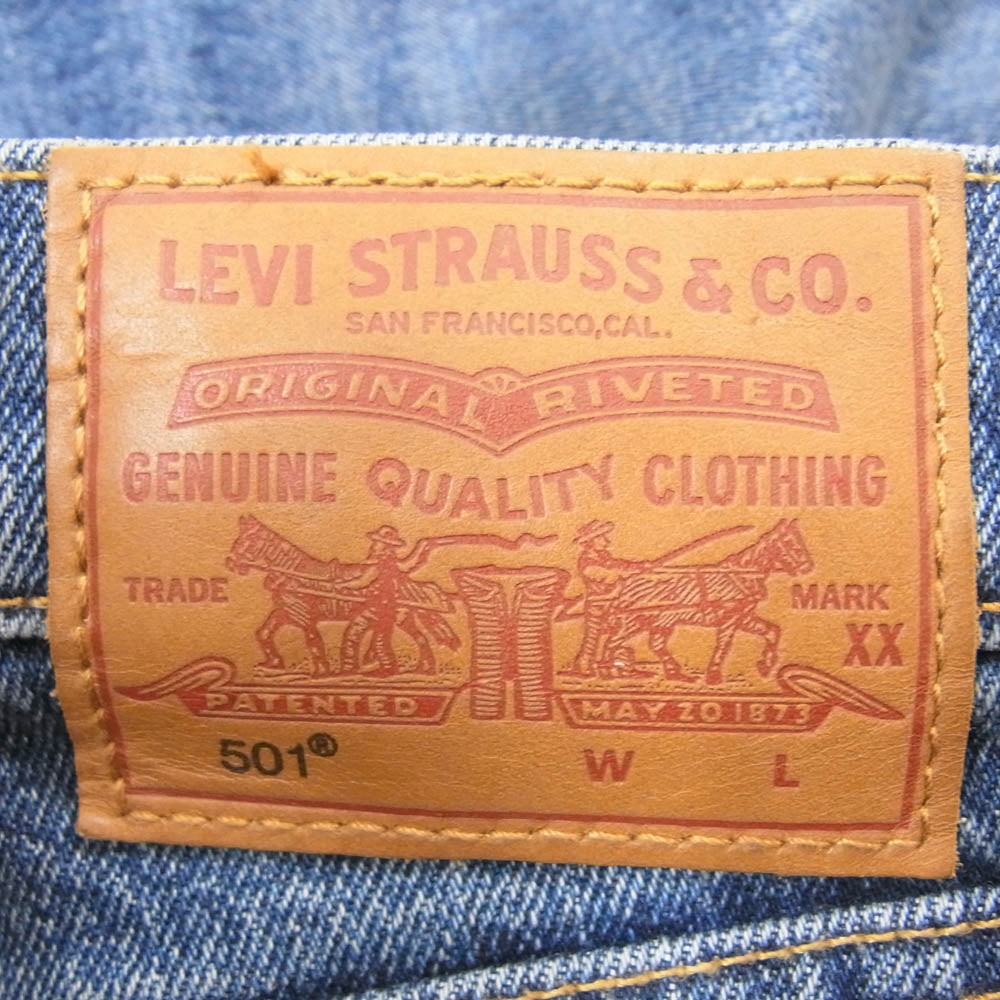 LEVI STRAUSS & CO.
SAN FRANCISCO, CAL.
ORIGINAL RIVETED
GENUINE QUALITY CLOTHING
TRADE MARK
XX
PATENTED MAY 20 1873
501® W L